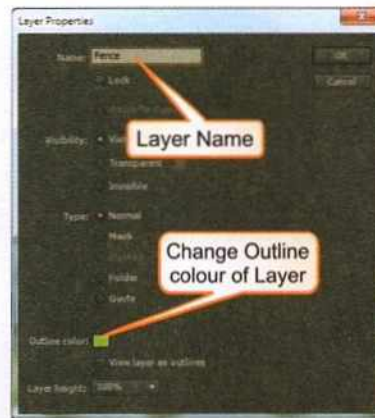 Layer Properties
Name: Fence
OK
Lock
Cancel
Layer Name
Visibility:
Transparent
Invisible
Type: Normal
Mask
Change Outline
colour of Layer
Folder
Guide
Outline color:
View layer as outlines
Layer height: 100%